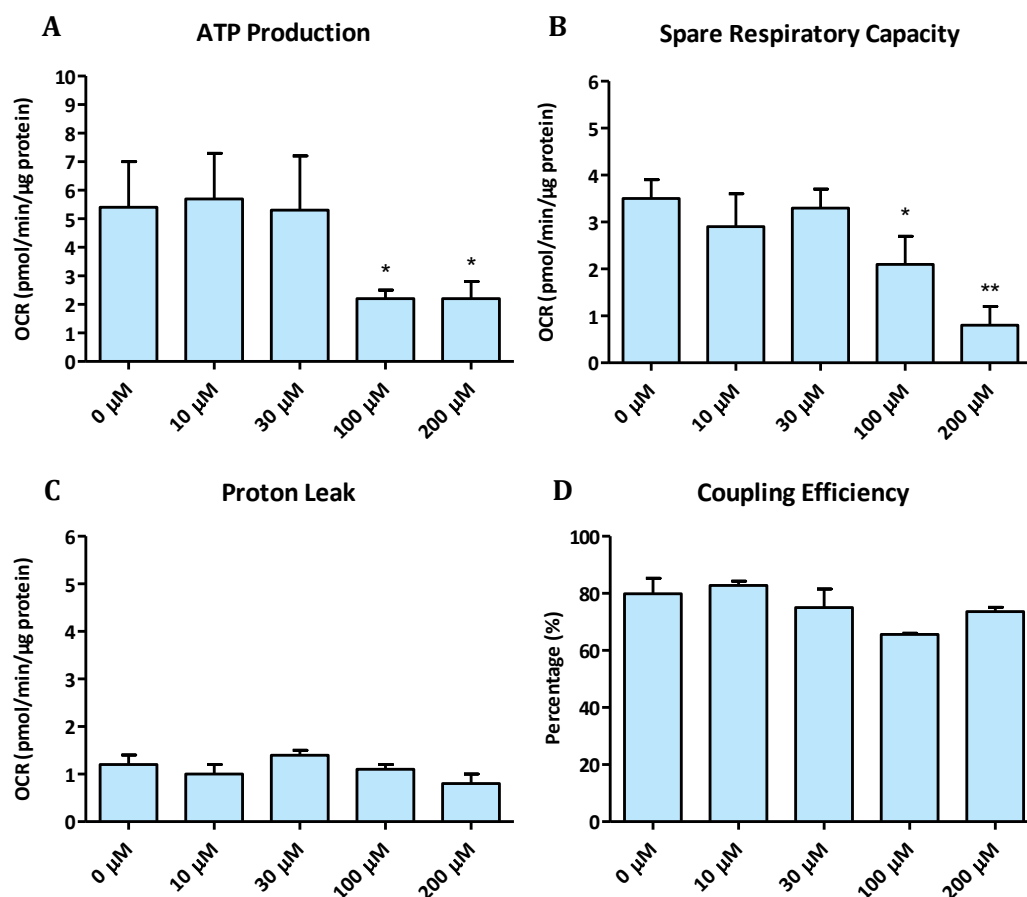 A
ATP Production
OCR (pmol/min/µg protein)
10
9
8
7
6
5
4
3
2
1
0
*
*
0 µM
10 µM
30 µM
100 µM
200 µM
B
Spare Respiratory Capacity
OCR (pmol/min/µg protein)
6
5
4
3
2
1
0
*
**
0 µM
10 µM
30 µM
100 µM
200 µM
C
Proton Leak
OCR (pmol/min/µg protein)
6
5
4
3
2
1
0
0 µM
10 µM
30 µM
100 µM
200 µM
D
Coupling Efficiency
Percentage (%)
100
80
60
40
20
0
0 µM
10 µM
30 µM
100 µM
200 µM